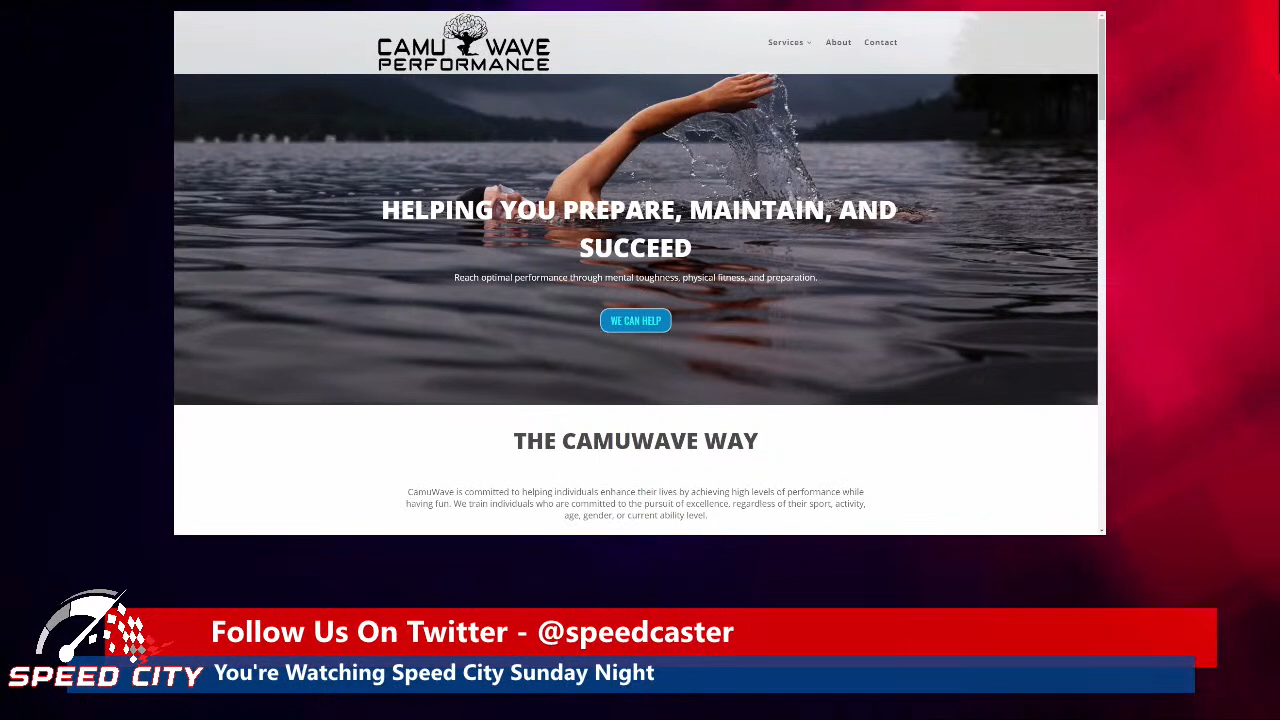 CAMU WAVE
PERFORMANCE
Services
About
Contact
HELPING YOU PREPARE, MAINTAIN, AND
SUCCEED
Reach optimal performance through mental toughness, physical fitness, and preparation.
WE CAN HELP
THE CAMUWAVE WAY
CamuWave is committed to helping individuals enhance their lives by achieving high levels of performance while
having fun. We train individuals who are committed to the pursuit of excellence, regardless of their sport, activity,
age, gender, or current ability level.
Follow Us On Twitter - @speedcaster
SPEED CITY
You're Watching Speed City Sunday Night